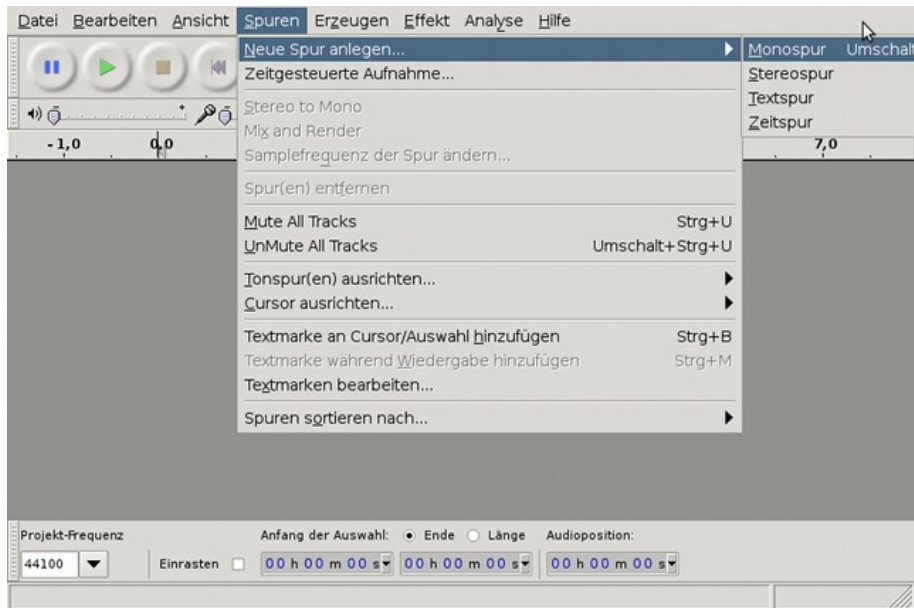 Datei Bearbeiten Ansicht Spuren Erzeugen Effekt Analyse Hilfe
Neue Spur anlegen...
Zeitgesteuerte Aufnahme...
Stereo to Mono
Mix and Render
Samplefrequenz der Spur ändern...
Spur(en) entfernen
Mute All Tracks Strg+U
UnMute All Tracks Umschalt+Strg+U
Tonspur(en) ausrichten...
Cursor ausrichten...
Textmarke an Cursor/Auswahl hinzufügen Strg+B
Textmarke während Wiedergabe hinzufügen Strg+M
Textmarken bearbeiten...
Spuren sortieren nach...
Monospur Umschalt
Stereospur
Textspur
Zeitspur
-1,0 0,0 7,0
Projekt-Frequenz Anfang der Auswahl: Ende Länge Audioposition:
44100 Einrasten 00 h 00 m 00 s 00 h 00 m 00 s 00 h 00 m 00 s